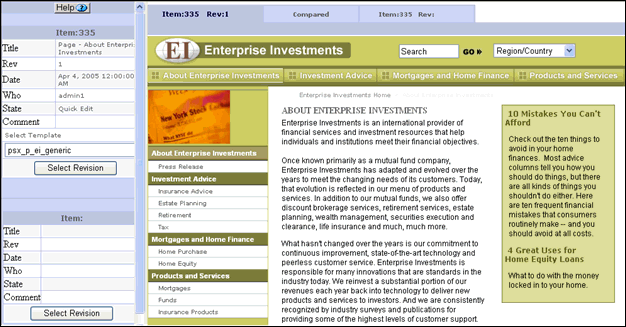 Help
Item:335
Title Page - About Enterpri
Investments
Rev 1
Date Apr 4, 2005 12:00:00
AM
Who admin1
State Quick Edit
Comment
Select Template
psx_p_ei_generic
Select Revision
Item:
Title
Rev
Date
Who
State
Comment
Select Revision
Item:335 Rev:1 Compared Item:335 Rev:
EI Enterprise Investments Search GO Region/Country
About Enterprise Investments Investment Advice Mortgages and Home Finance Products and Services
Enterprise Investments Home
New York Stock
About Enterprise Investments
Press Release
Investment Advice
Insurance Advice
Estate Planning
Retirement
Tax
Mortgages and Home Finance
Home Purchase
Home Equity
Products and Services
Mortgages
Funds
Insurance Products
ABOUT ENTERPRISE INVESTMENTS
Enterprise Investments is an international provider of
financial services and investment resources that help
individuals and institutions meet their financial objectives.
Once known primarily as a mutual fund company,
Enterprise Investments has adapted and evolved over the
years to meet the changing needs of its customers. Today,
that evolution is reflected in our menu of products and
services. In addition to our mutual funds, we also offer
discount brokerage services, retirement services, estate
planning, wealth management, securities execution and
clearance, life insurance and much, much more.
What hasn't changed over the years is our commitment to
continuous improvement, state-of-the-art technology and
peerless customer service. Enterprise Investments is
responsible for many innovations that are standards in the
industry today. We reinvest a substantial portion of our
revenues each year back into technology to deliver new
products and services to investors. And we are consistently
recognized by industry surveys and publications for
providing some of the highest levels of customer support.
10 Mistakes You Can't
Afford
Check out the ten things to
avoid in your home
finances. Most advice
columns tell you how you
should do things, but there
are all kinds of things you
shouldn't do either. Here
are ten frequent financial
mistakes that consumers
routinely make -- and you
should avoid at all costs.
4 Great Uses for
Home Equity Loans
What to do with the money
locked in to your home.